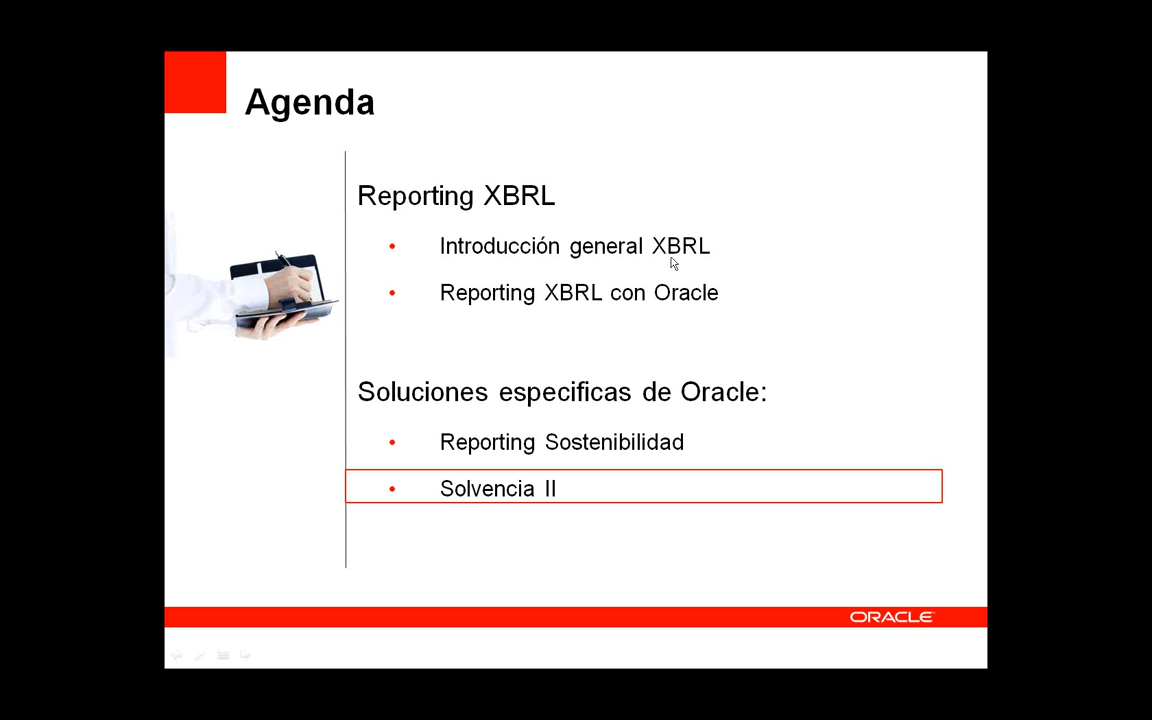 Agenda
Reporting XBRL
• Introducción general XBRL
• Reporting XBRL con Oracle
Soluciones especificas de Oracle:
• Reporting Sostenibilidad
• Solvencia II
ORACLE